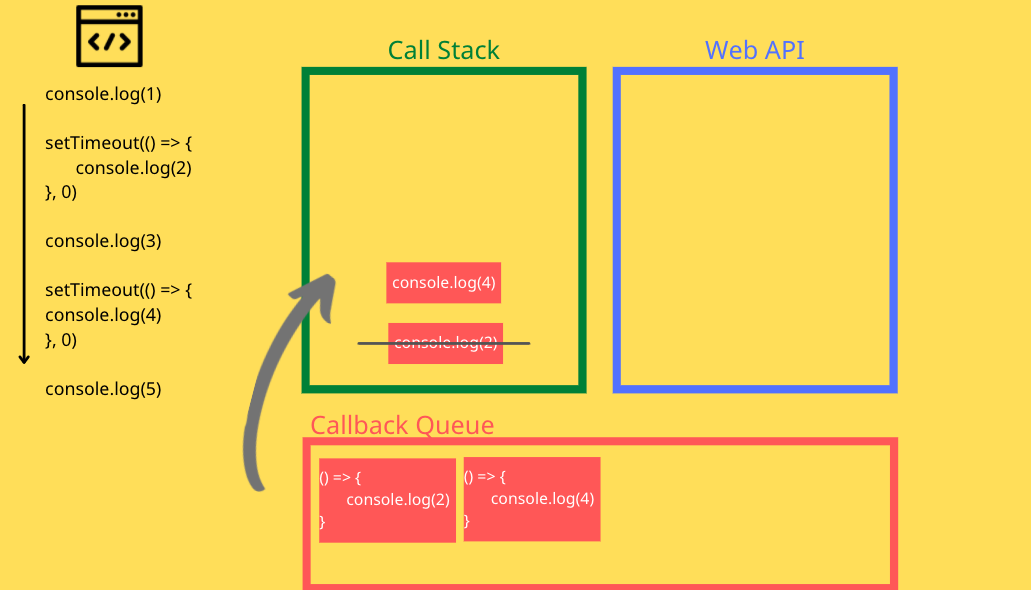 </>
console.log(1)
setTimeout(() => {
console.log(2)
}, 0)
console.log(3)
setTimeout(() => {
console.log(4)
}, 0)
console.log(5)
Call Stack
console.log(4)
console.log(2)
Web API
Callback Queue
() => {
console.log(2)
}
() => {
console.log(4)
}